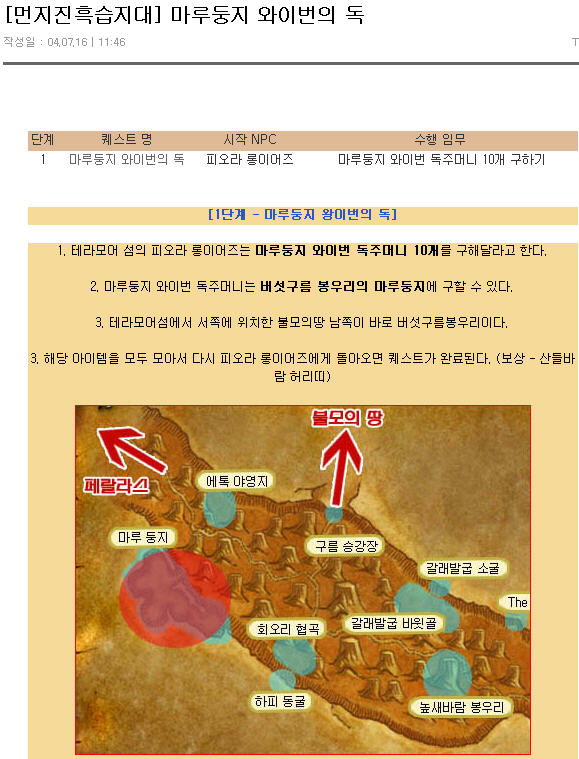 [먼지진흙습지대] 마루둥지 와이번의 독
작성일 : 04.07.16 | 11:46 T
단계 퀘스트 명 시작 NPC 수행 임무
1 마루둥지 와이번의 독 피오라 롱이어즈 마루둥지 와이번 독주머니 10개 구하기
[1단계 - 마루둥지 왕이번의 독]
1. 테라모어 섬의 피오라 롱이어즈는 마루둥지 와이번 독주머니 10개를 구해달라고 한다.
2. 마루둥지 와이번 독주머니는 버섯구름 봉우리의 마루둥지에 구할 수 있다.
3. 테라모어섬에서 서쪽에 위치한 불모의땅 남쪽이 바로 버섯구름봉우리이다.
3. 해당 아이템을 모두 모아서 다시 피오라 롱이어즈에게 돌아오면 퀘스트가 완료된다. (보상 - 산들바
람 허리띠)
불모의 땅
페랄라스
에톡 야영지
마루 둥지
구름 승강장
갈래발굽 소굴
The
회오리 협곡
갈래발굽 바윗골
하피 동굴
높새바람 봉우리